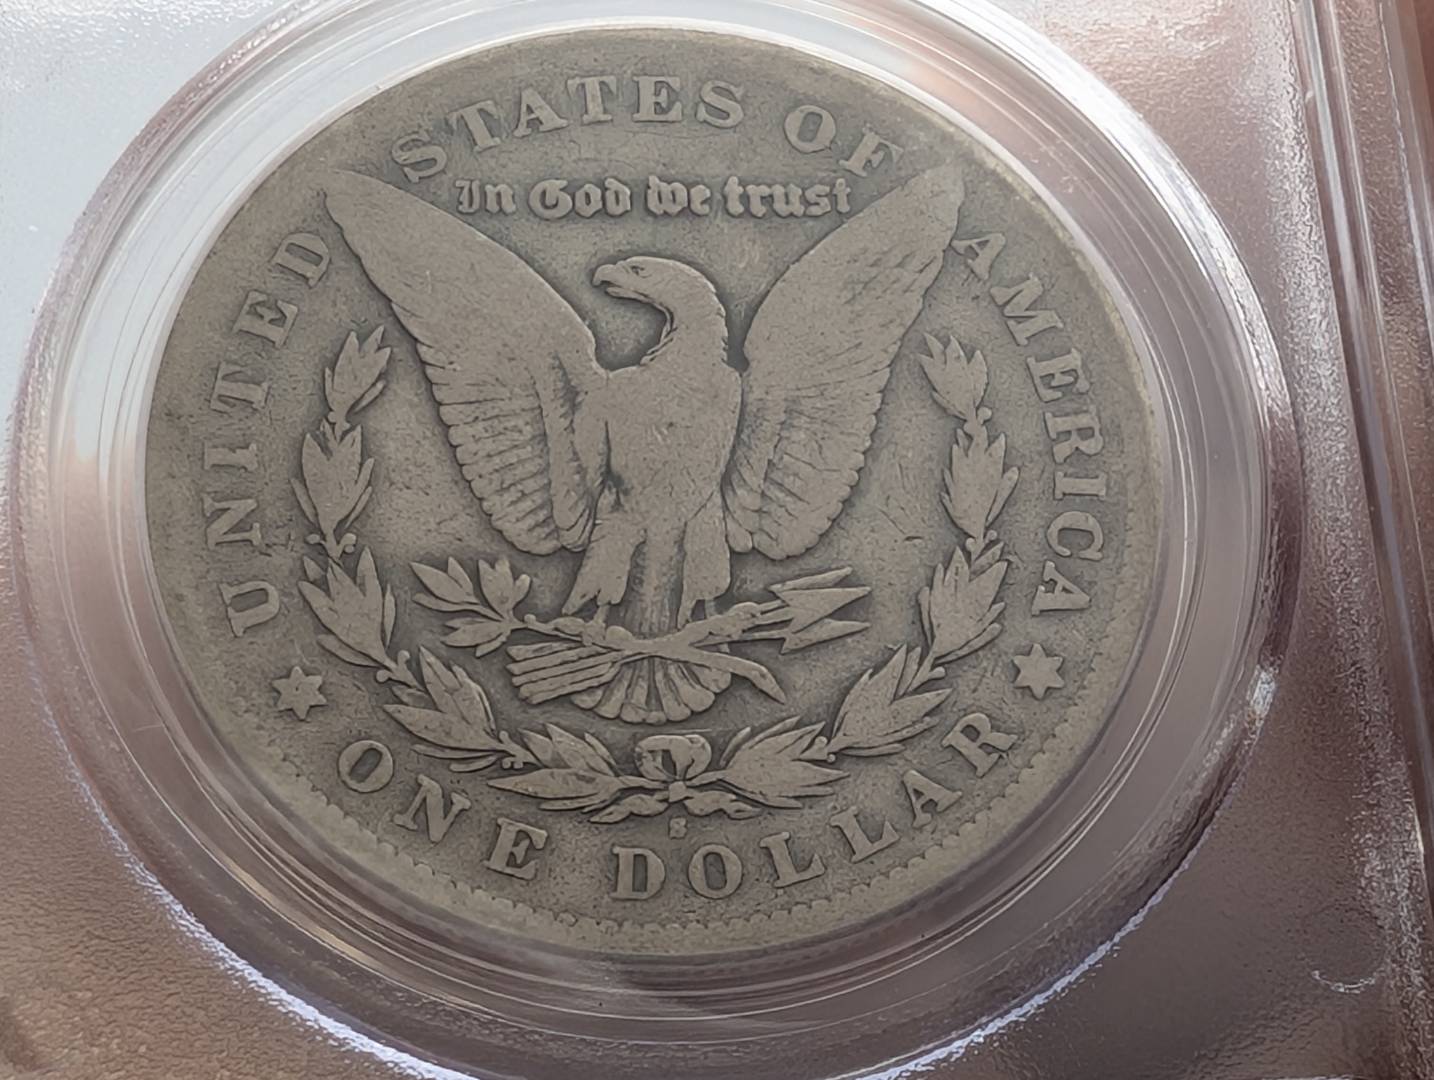 UNITED STATES OF AMERICA
In God we trust
S
ONE DOLLAR